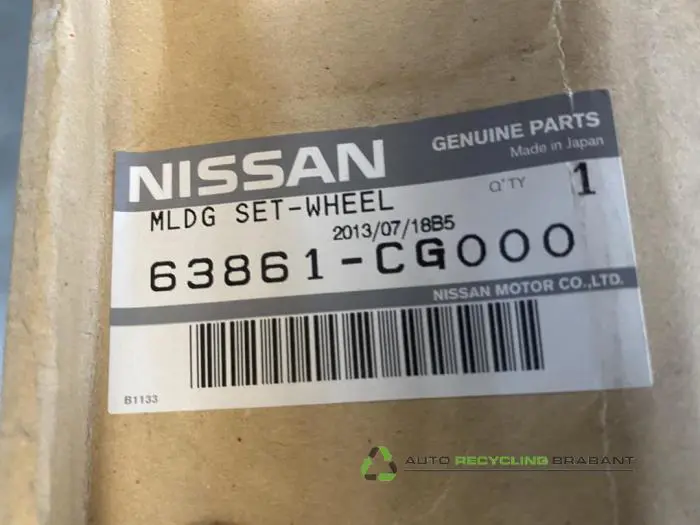 NISSAN
GENUINE PARTS
Made in Japan
MLDG SET-WHEEL
Q'TY 1
2013/07/18B5
63861-CG000
NISSAN MOTOR CO.,LTD.
B1133
AUTO RECYCLING BRABANT